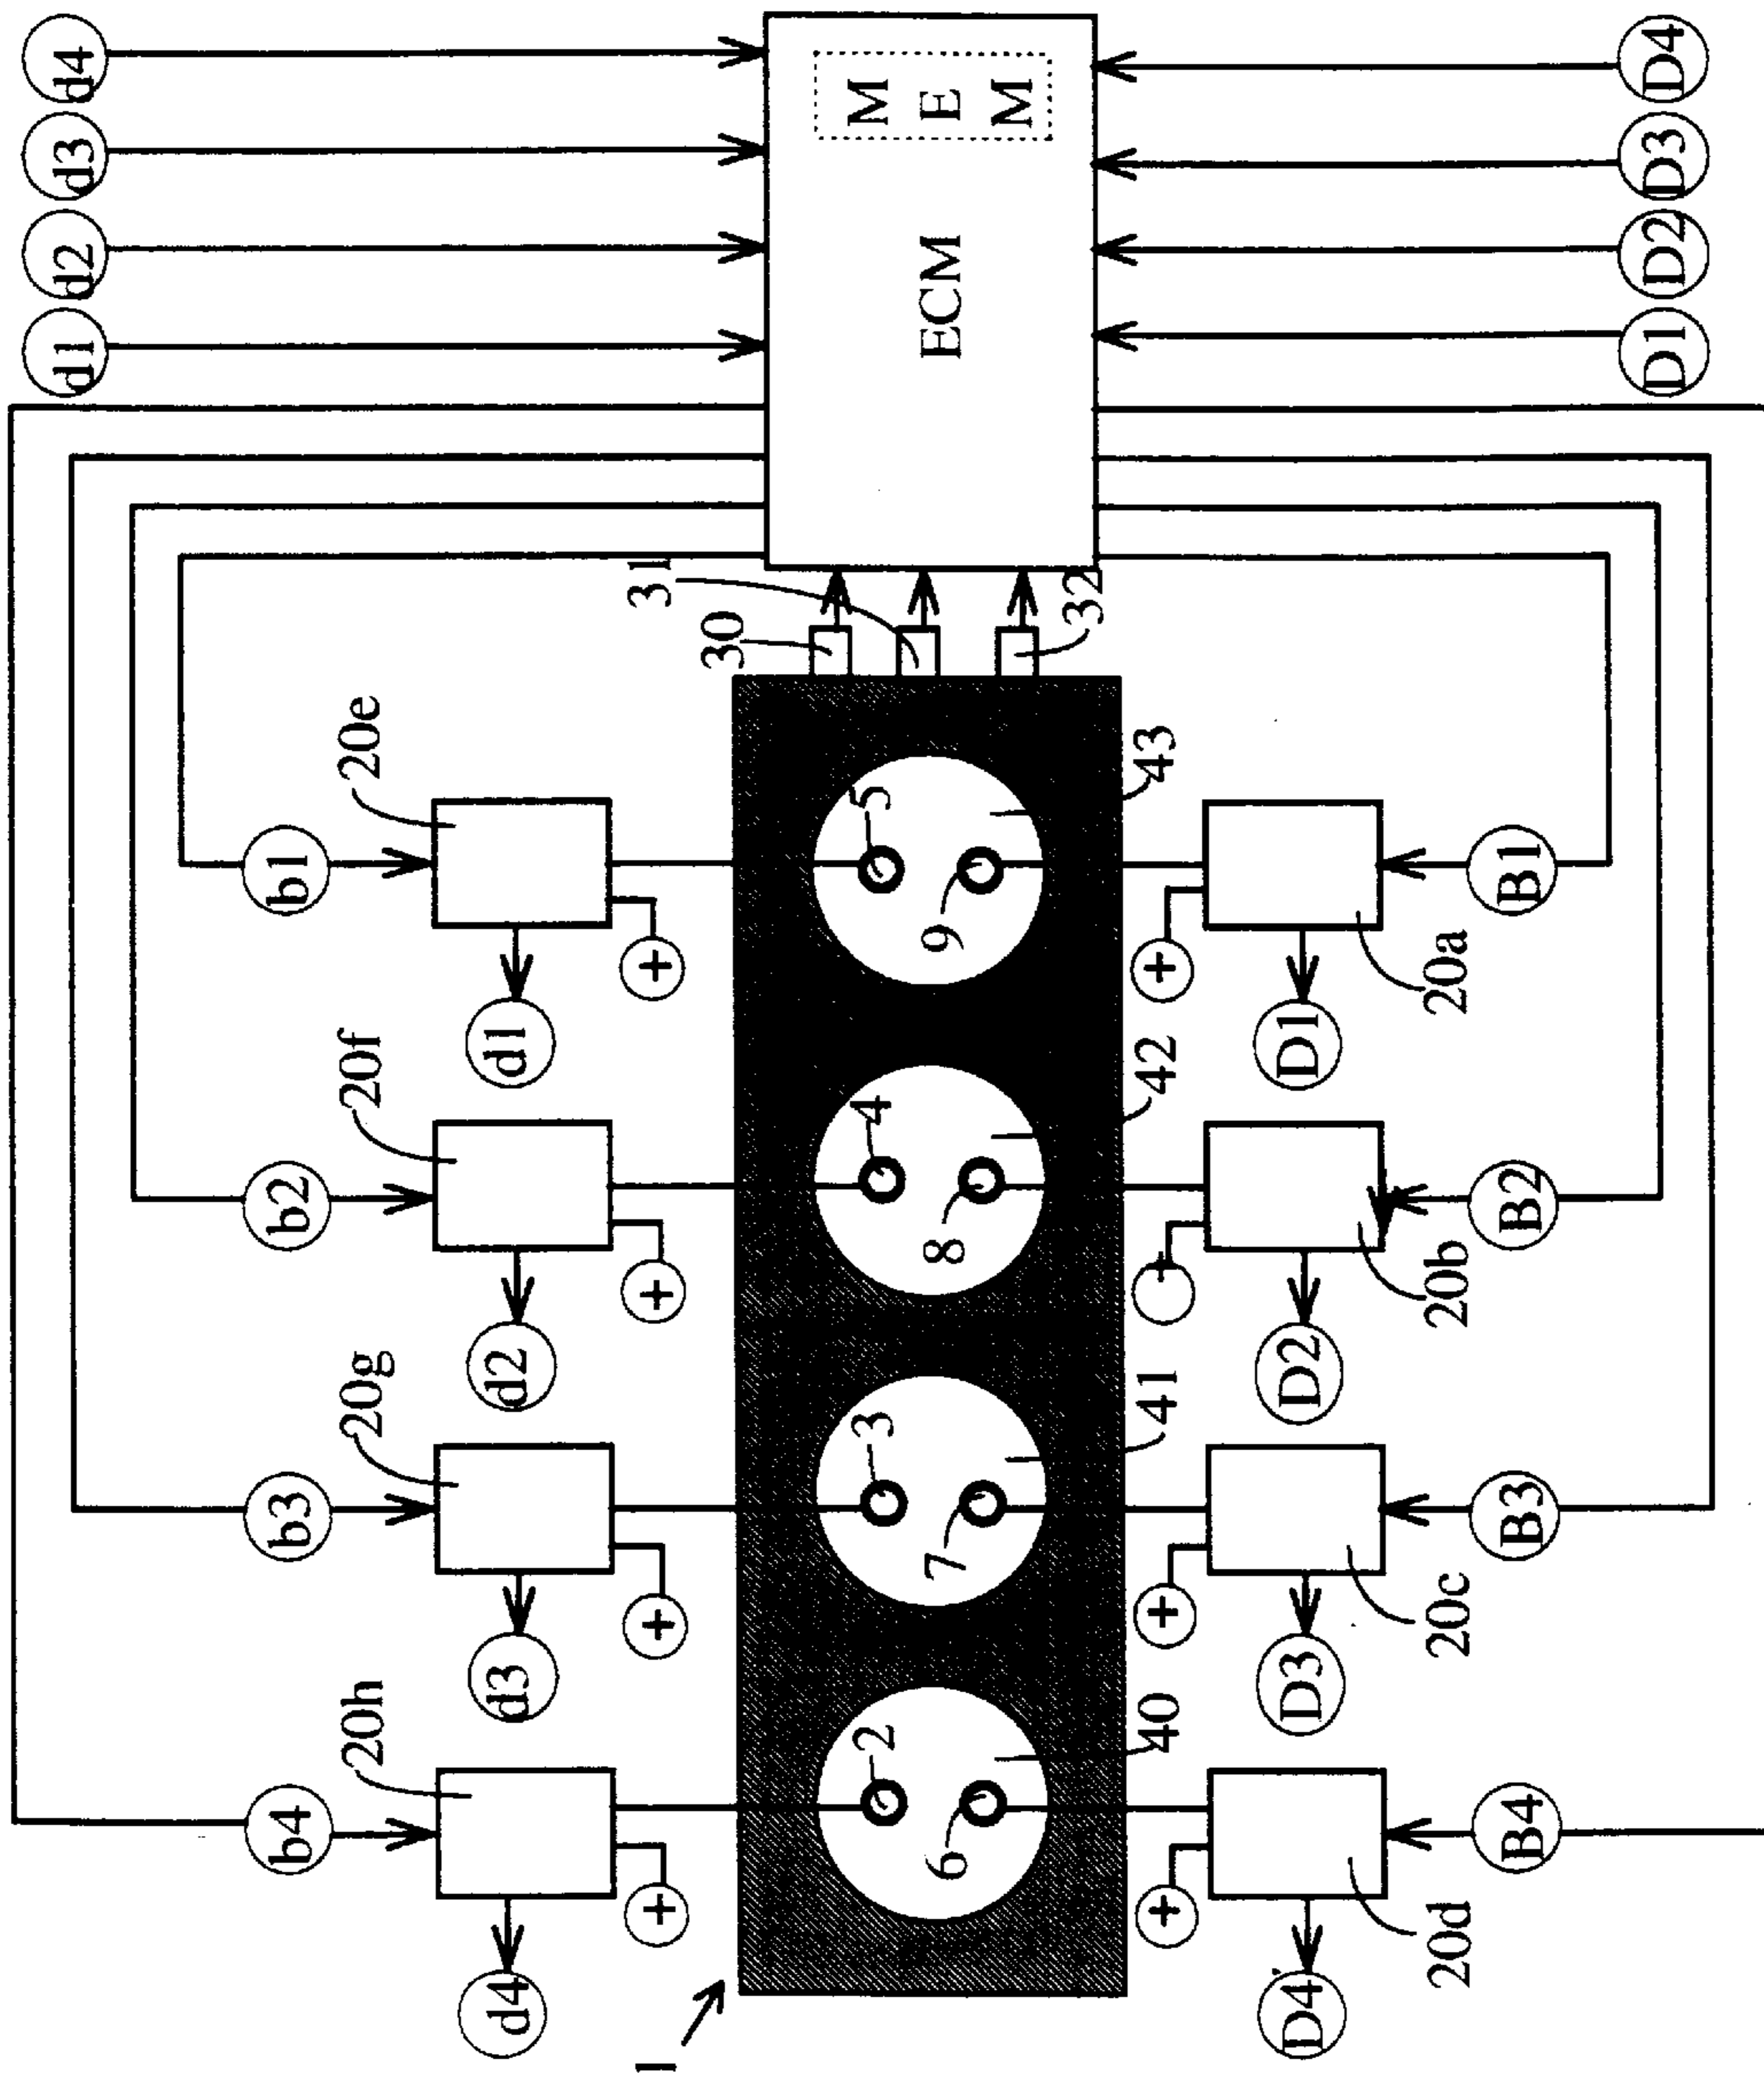 d4
d3
d2
d1
M
E
M
ECM
D4
D3
D2
D1
30
31
32
b1
20e
d1
+
5
9
43
+
20a
D1
B1
b2
20f
d2
+
4
8
42
+
20b
D2
B2
b3
20g
d3
+
3
7
41
+
20c
D3
B3
b4
20h
d4
+
2
6
40
+
20d
D4
B4
1